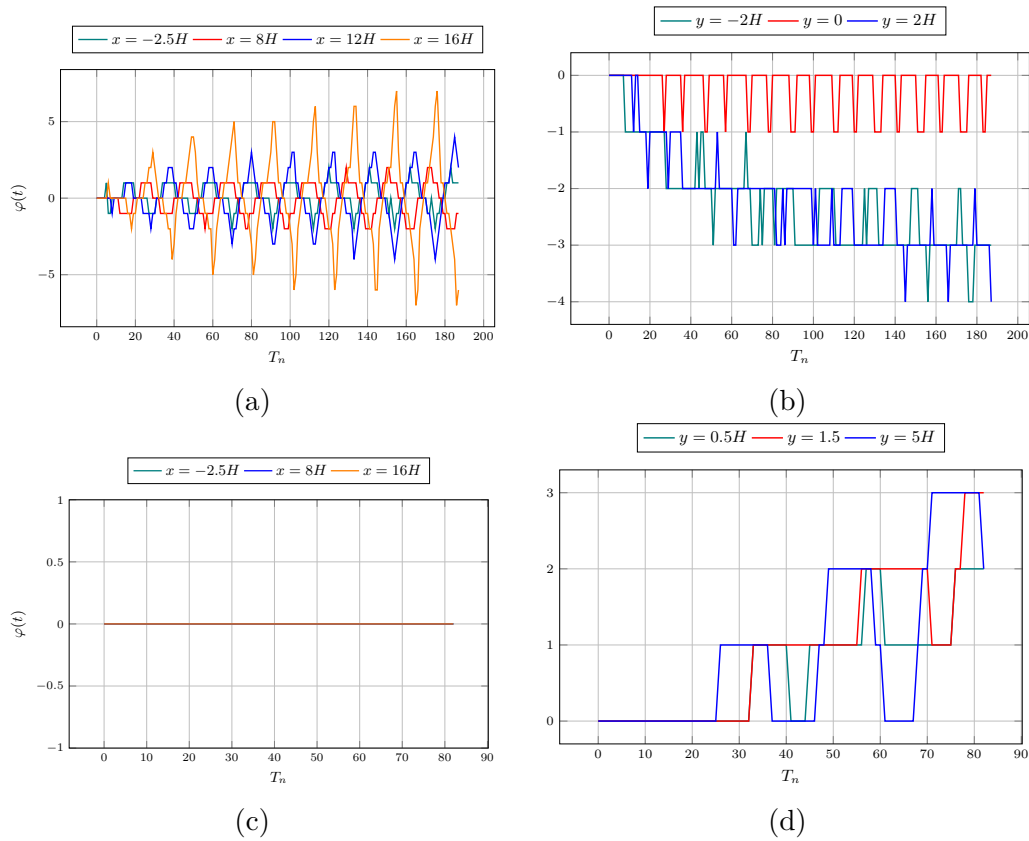 x = −2.5H x = 8H x = 12H x = 16H
φ(t)
5
0
−5
0 20 40 60 80 100 120 140 160 180 200
T_n
(a)
y = −2H y = 0 y = 2H
0
−1
−2
−3
−4
0 20 40 60 80 100 120 140 160 180 200
T_n
(b)
x = −2.5H x = 8H x = 16H
φ(t)
1
0.5
0
−0.5
−1
0 10 20 30 40 50 60 70 80 90
T_n
(c)
y = 0.5H y = 1.5 y = 5H
3
2
1
0
0 10 20 30 40 50 60 70 80 90
T_n
(d)